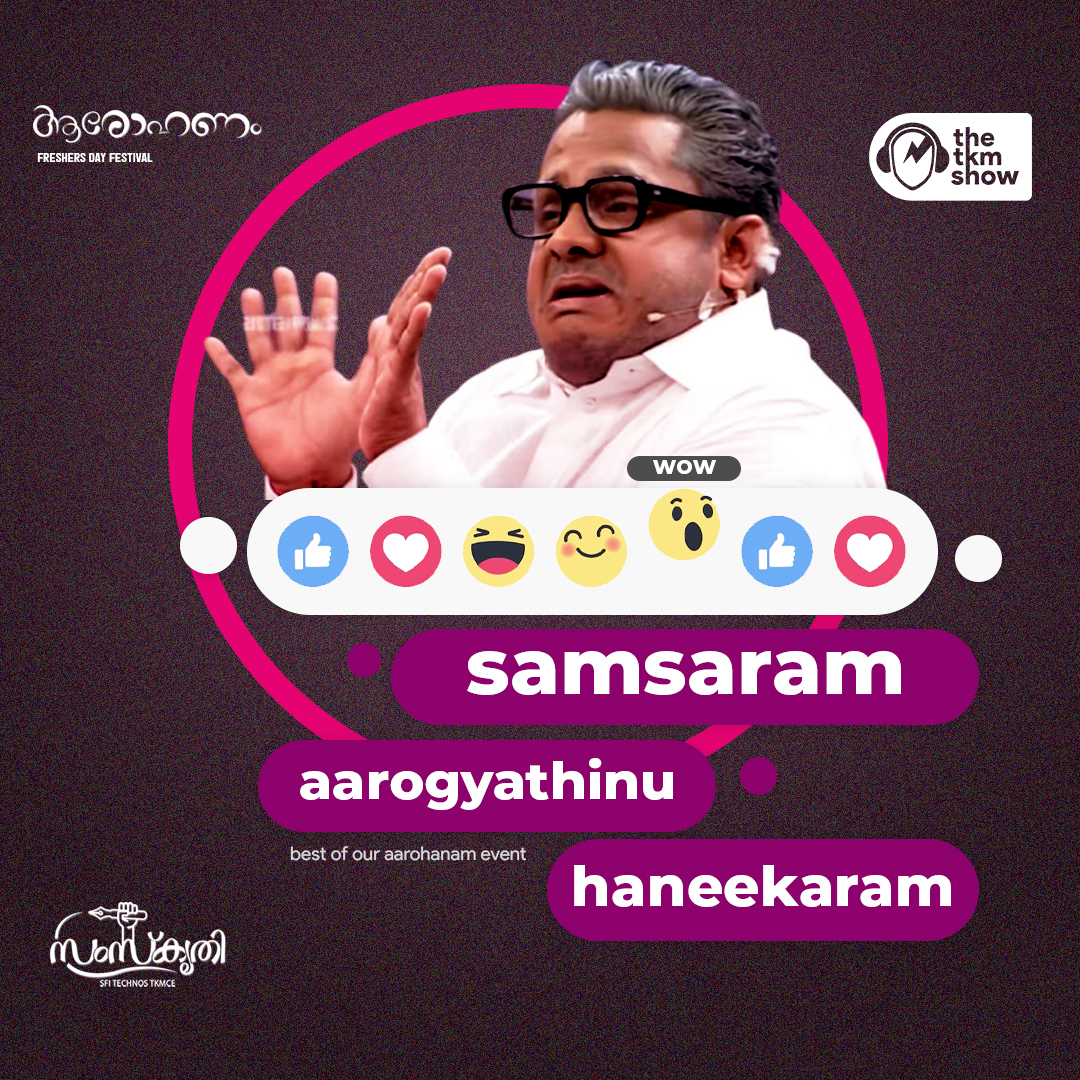 ആരോഹണം
FRESHERS DAY FESTIVAL
the
tkm
show
WOW
samsaram
aarogyathinu
best of our aarohanam event
haneekaram
സംസ്കൃതി
SFI TECHNOS TKMCE